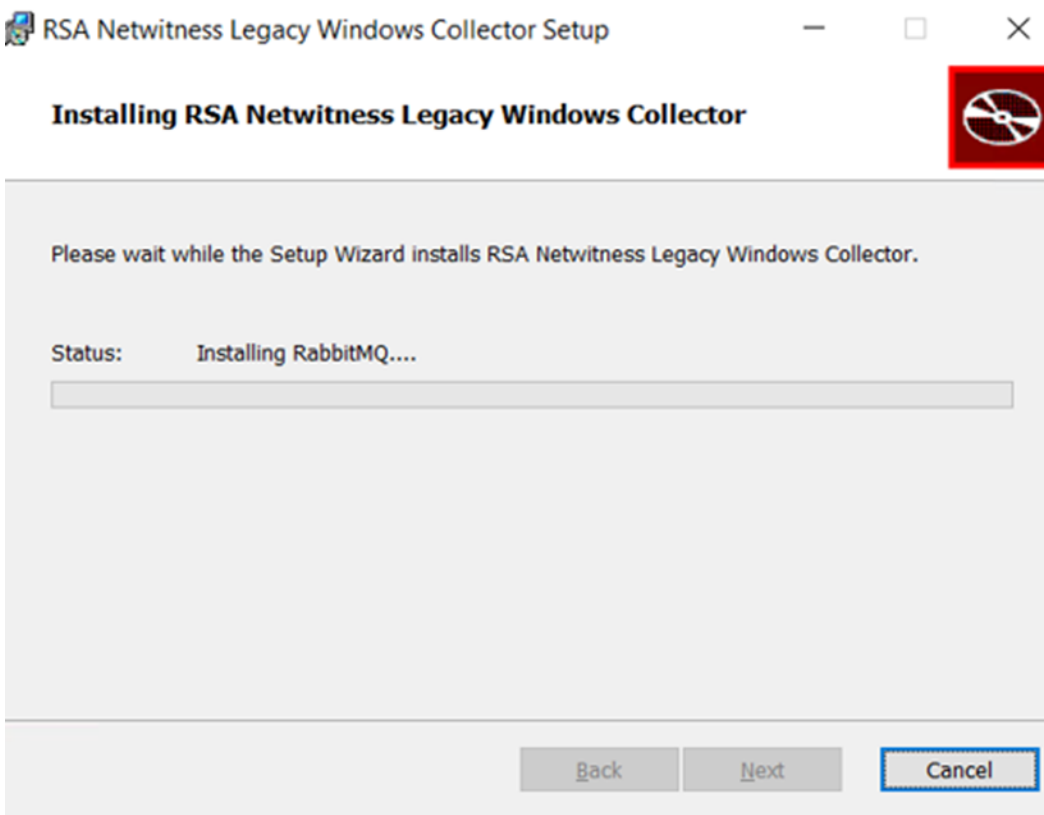 RSA Netwitness Legacy Windows Collector Setup
Installing RSA Netwitness Legacy Windows Collector
Please wait while the Setup Wizard installs RSA Netwitness Legacy Windows Collector.
Status: Installing RabbitMQ....
Back Next Cancel